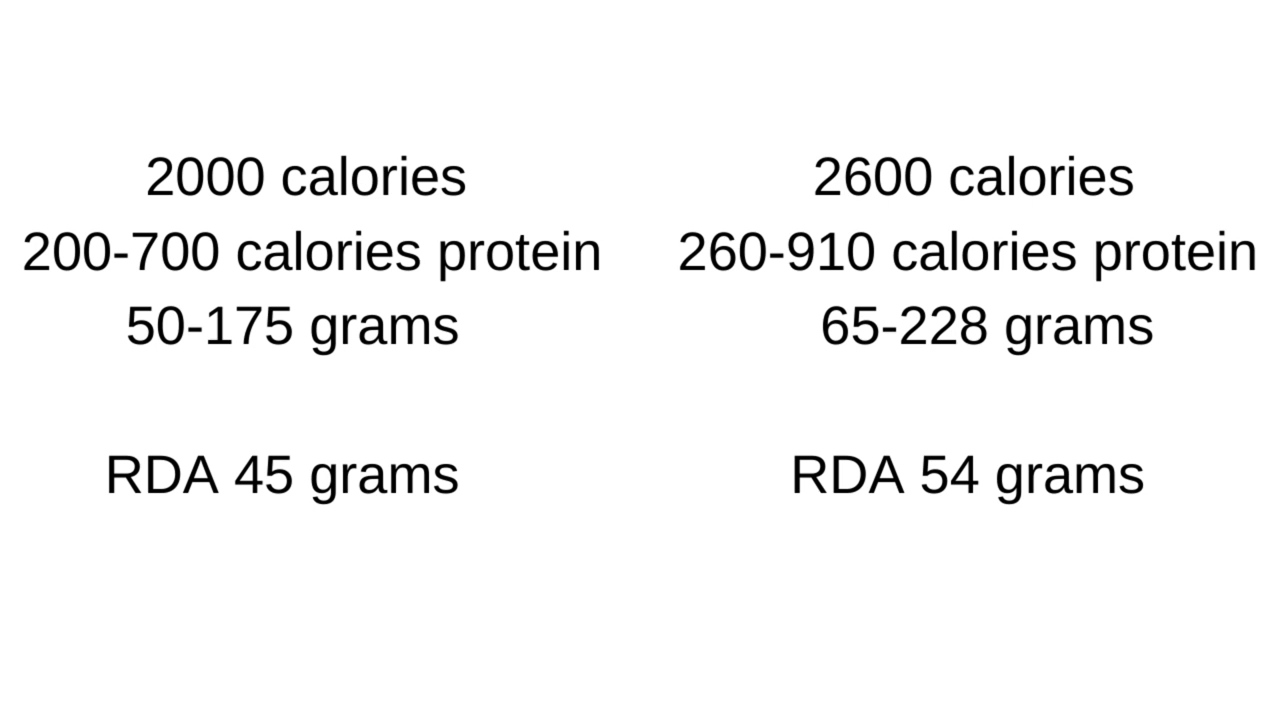 2000 calories
200-700 calories protein
50-175 grams
RDA 45 grams
2600 calories
260-910 calories protein
65-228 grams
RDA 54 grams